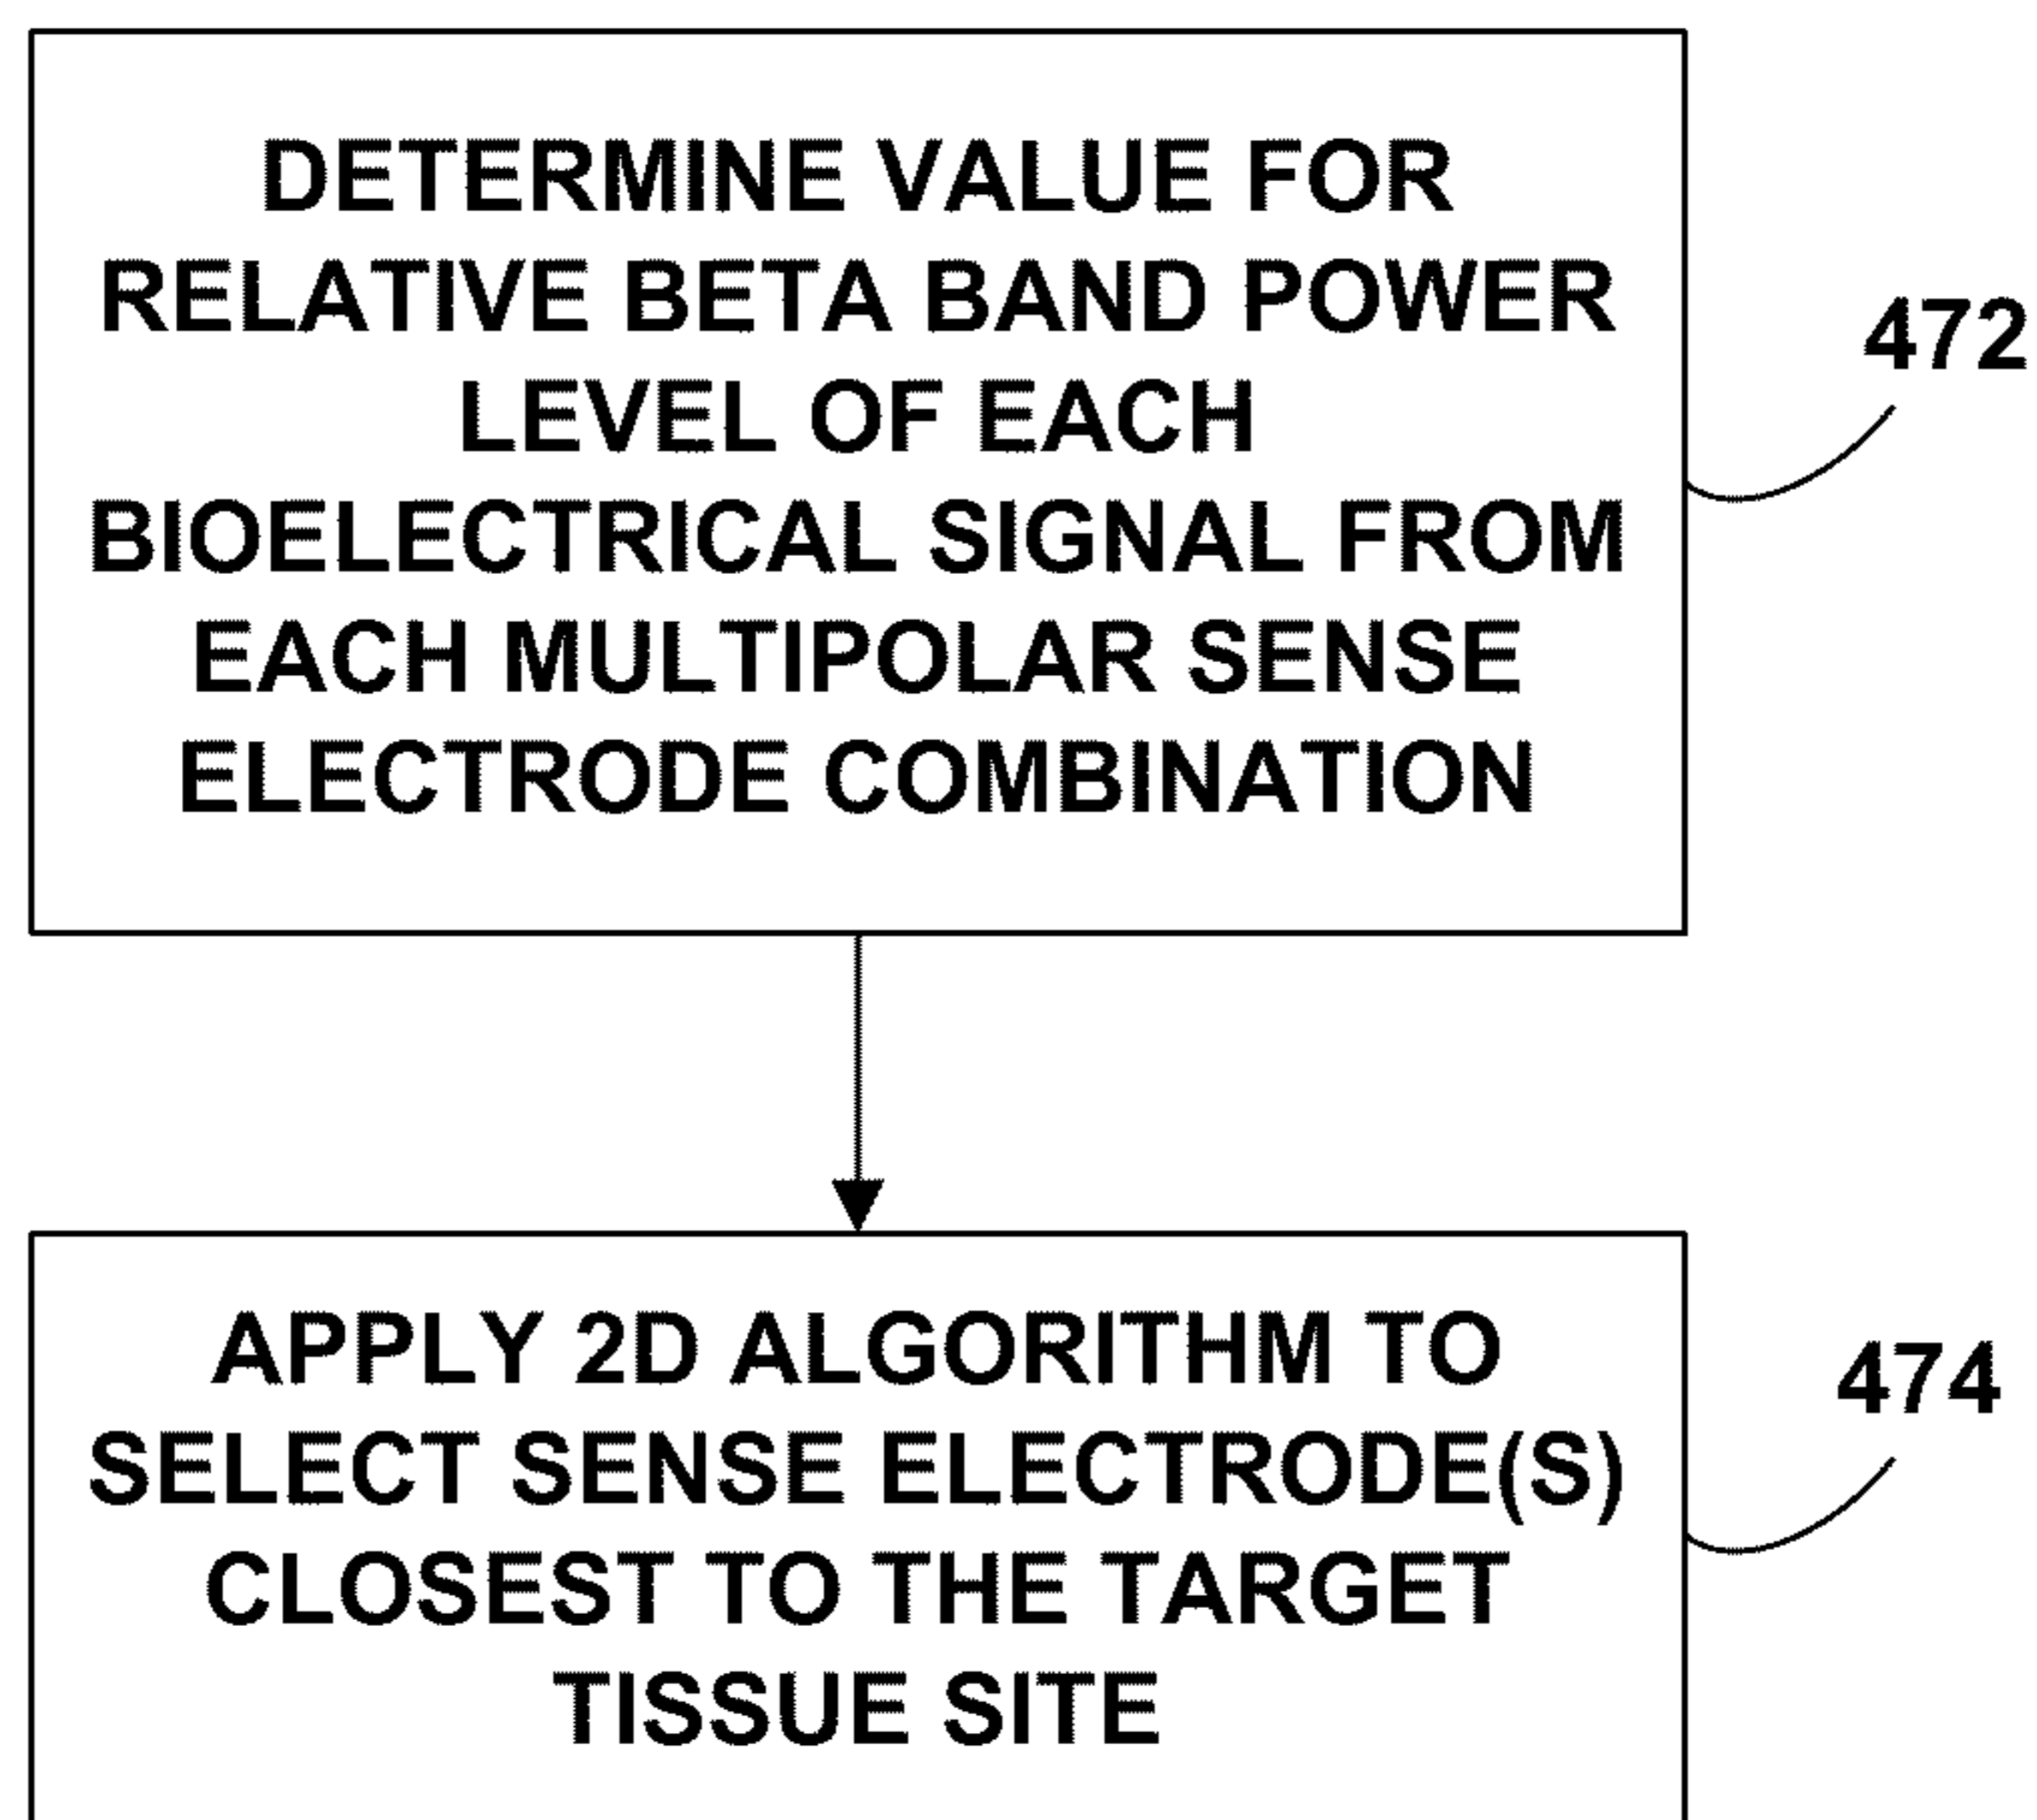 DETERMINE VALUE FOR
RELATIVE BETA BAND POWER
LEVEL OF EACH
BIOELECTRICAL SIGNAL FROM
EACH MULTIPOLAR SENSE
ELECTRODE COMBINATION
472
APPLY 2D ALGORITHM TO
SELECT SENSE ELECTRODE(S)
CLOSEST TO THE TARGET
TISSUE SITE
474